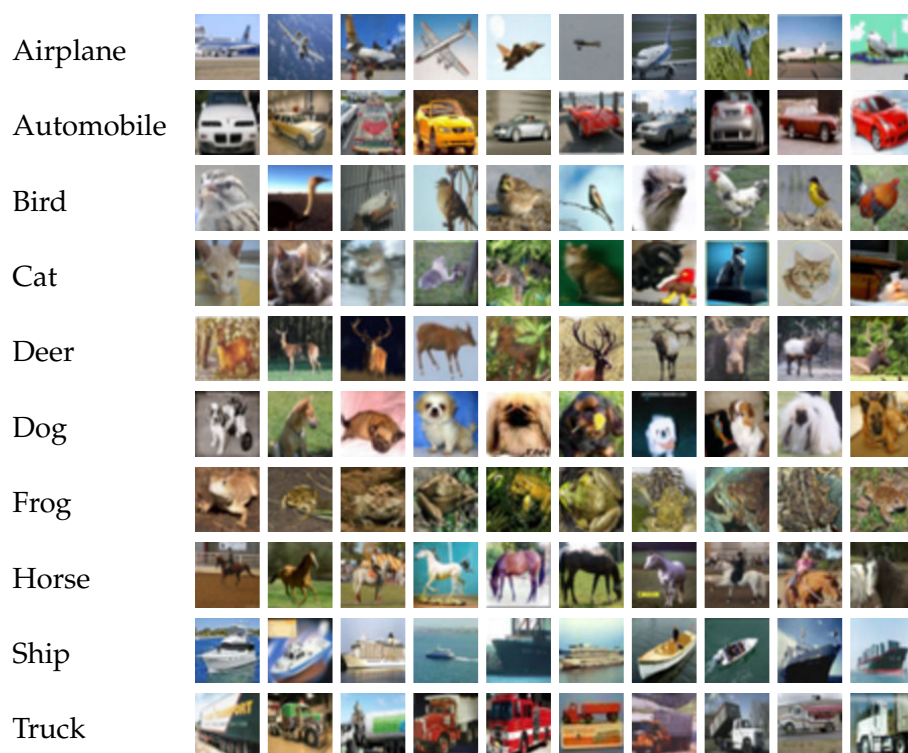 Airplane
Automobile
Bird
Cat
Deer
Dog
Frog
Horse
Ship
Truck